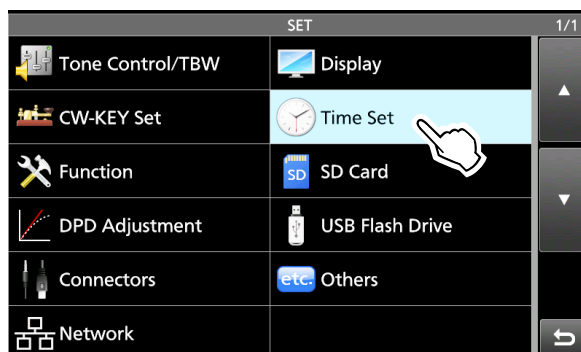 SET 1/1
Tone Control/TBW Display
CW-KEY Set Time Set
Function SD SD Card
DPD Adjustment USB Flash Drive
Connectors etc. Others
Network